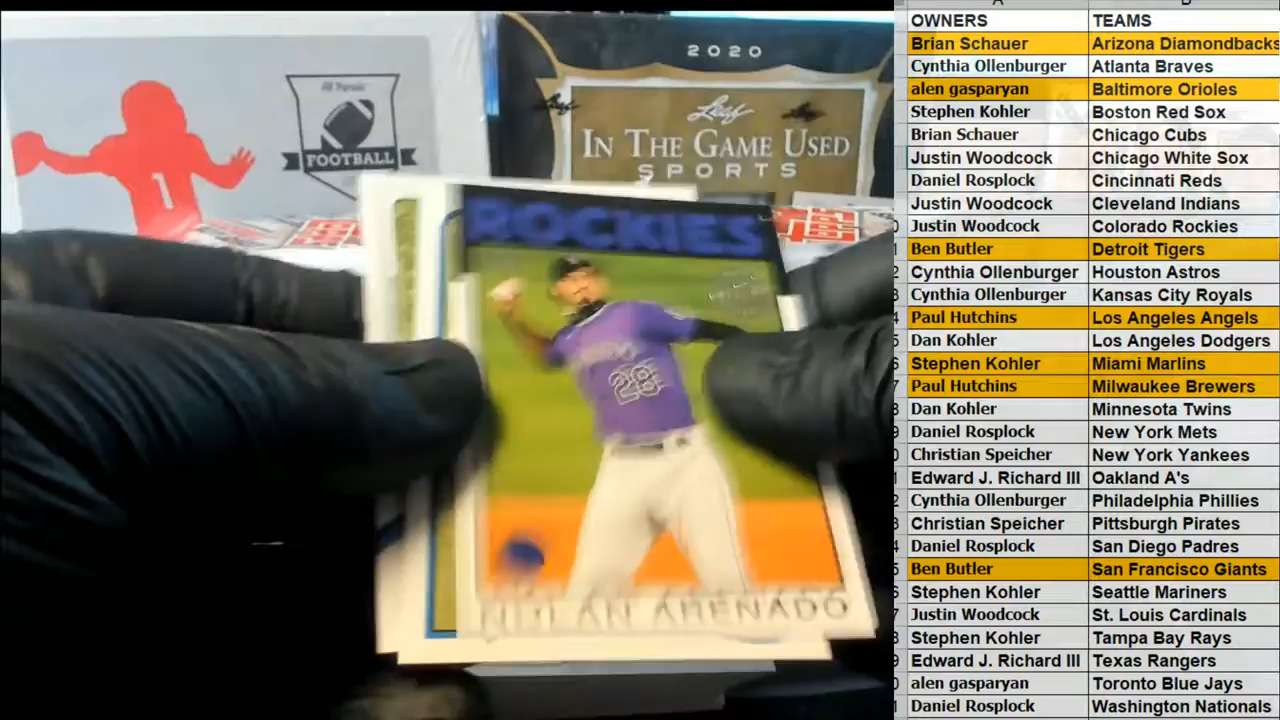 2020
Leaf
IN THE GAME USED
SPORTS
FOOTBALL
1
ROCKIES
28
NOLAN ARENADO
OWNERS TEAMS
Brian Schauer Arizona Diamondbacks
Cynthia Ollenburger Atlanta Braves
alen gasparyan Baltimore Orioles
Stephen Kohler Boston Red Sox
Brian Schauer Chicago Cubs
Justin Woodcock Chicago White Sox
Daniel Rosplock Cincinnati Reds
Justin Woodcock Cleveland Indians
Justin Woodcock Colorado Rockies
Ben Butler Detroit Tigers
Cynthia Ollenburger Houston Astros
Cynthia Ollenburger Kansas City Royals
Paul Hutchins Los Angeles Angels
Dan Kohler Los Angeles Dodgers
Stephen Kohler Miami Marlins
Paul Hutchins Milwaukee Brewers
Dan Kohler Minnesota Twins
Daniel Rosplock New York Mets
Christian Speicher New York Yankees
Edward J. Richard III Oakland A's
Cynthia Ollenburger Philadelphia Phillies
Christian Speicher Pittsburgh Pirates
Daniel Rosplock San Diego Padres
Ben Butler San Francisco Giants
Stephen Kohler Seattle Mariners
Justin Woodcock St. Louis Cardinals
Stephen Kohler Tampa Bay Rays
Edward J. Richard III Texas Rangers
alen gasparyan Toronto Blue Jays
Daniel Rosplock Washington Nationals